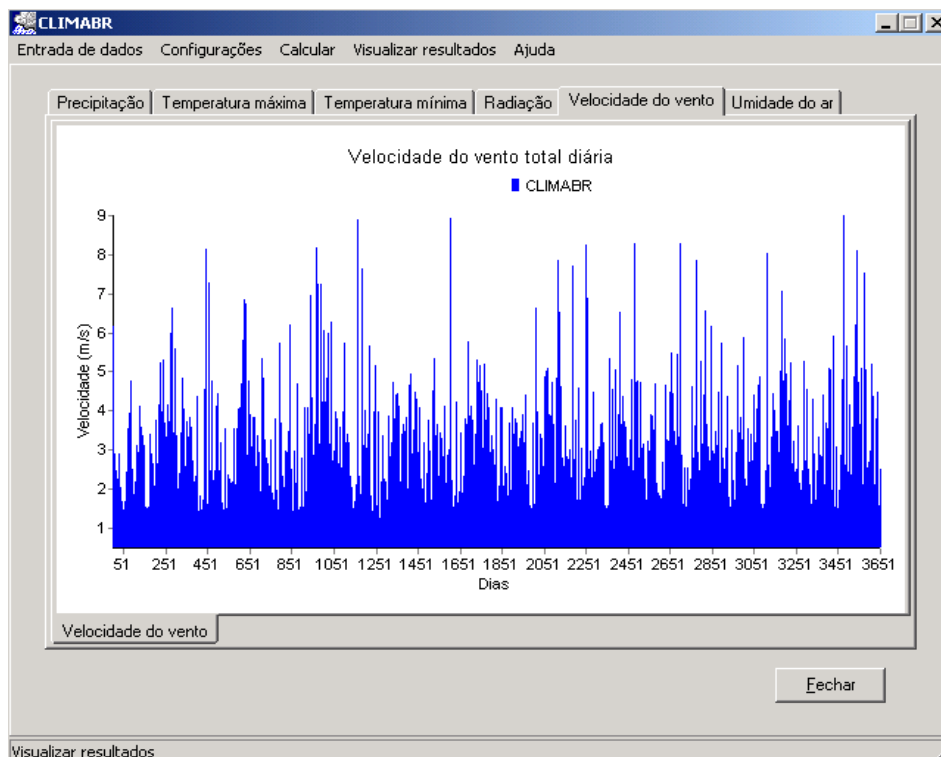 CLIMABR
Entrada de dados Configurações Calcular Visualizar resultados Ajuda
Precipitação Temperatura máxima Temperatura mínima Radiação Velocidade do vento Umidade do ar
Velocidade do vento total diária
CLIMABR
9
8
7
6
5
4
3
2
1
Velocidade (m/s)
51 251 451 651 851 1051 1251 1451 1651 1851 2051 2251 2451 2651 2851 3051 3251 3451 3651
Dias
Velocidade do vento
Fechar
Visualizar resultados